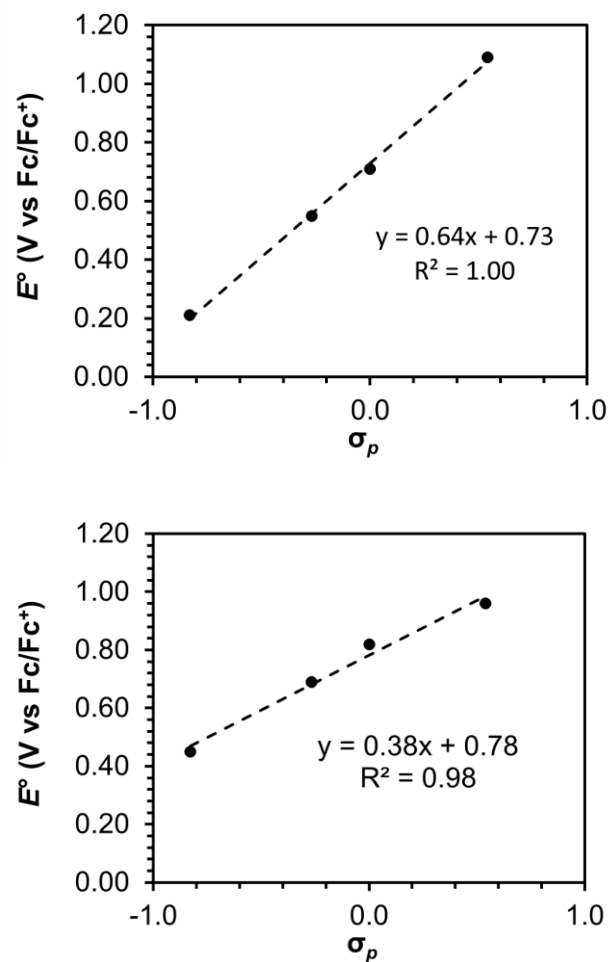 1.20
1.00
0.80
0.60
0.40
0.20
0.00
E° (V vs Fc/Fc⁺)
y = 0.64x + 0.73
R² = 1.00
-1.0 0.0 1.0
σₚ
1.20
1.00
0.80
0.60
0.40
0.20
0.00
E° (V vs Fc/Fc⁺)
y = 0.38x + 0.78
R² = 0.98
-1.0 0.0 1.0
σₚ